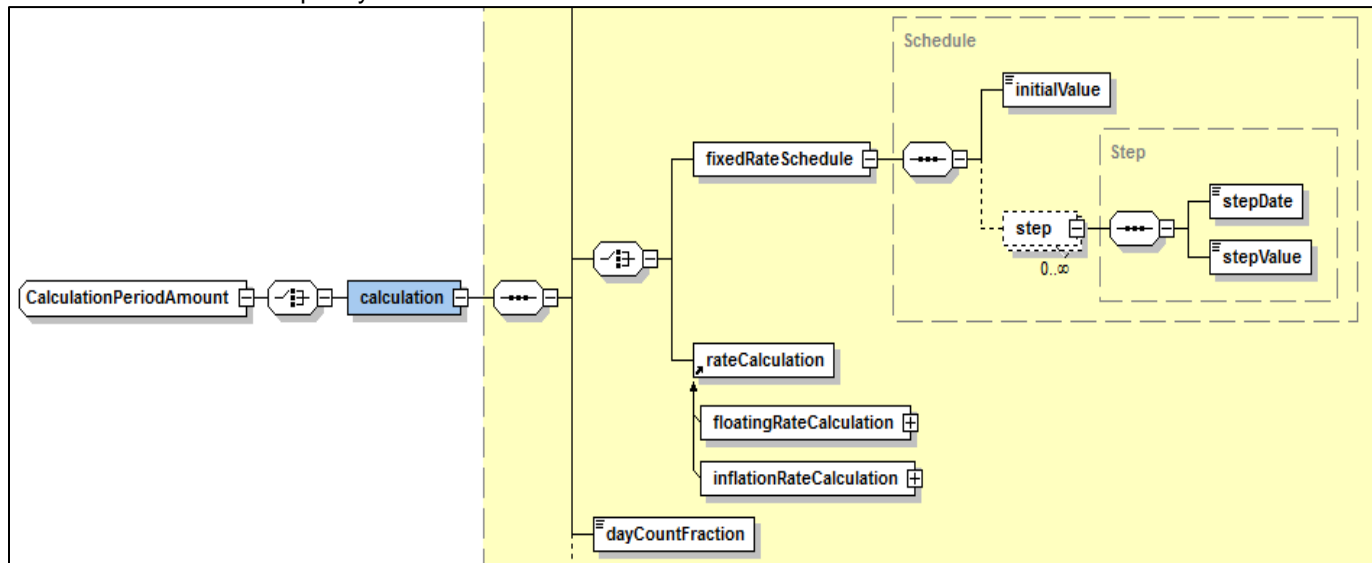 Schedule
initialValue
fixedRateSchedule
Step
stepDate
step
stepValue
0..∞
CalculationPeriodAmount
calculation
rateCalculation
floatingRateCalculation
inflationRateCalculation
dayCountFraction